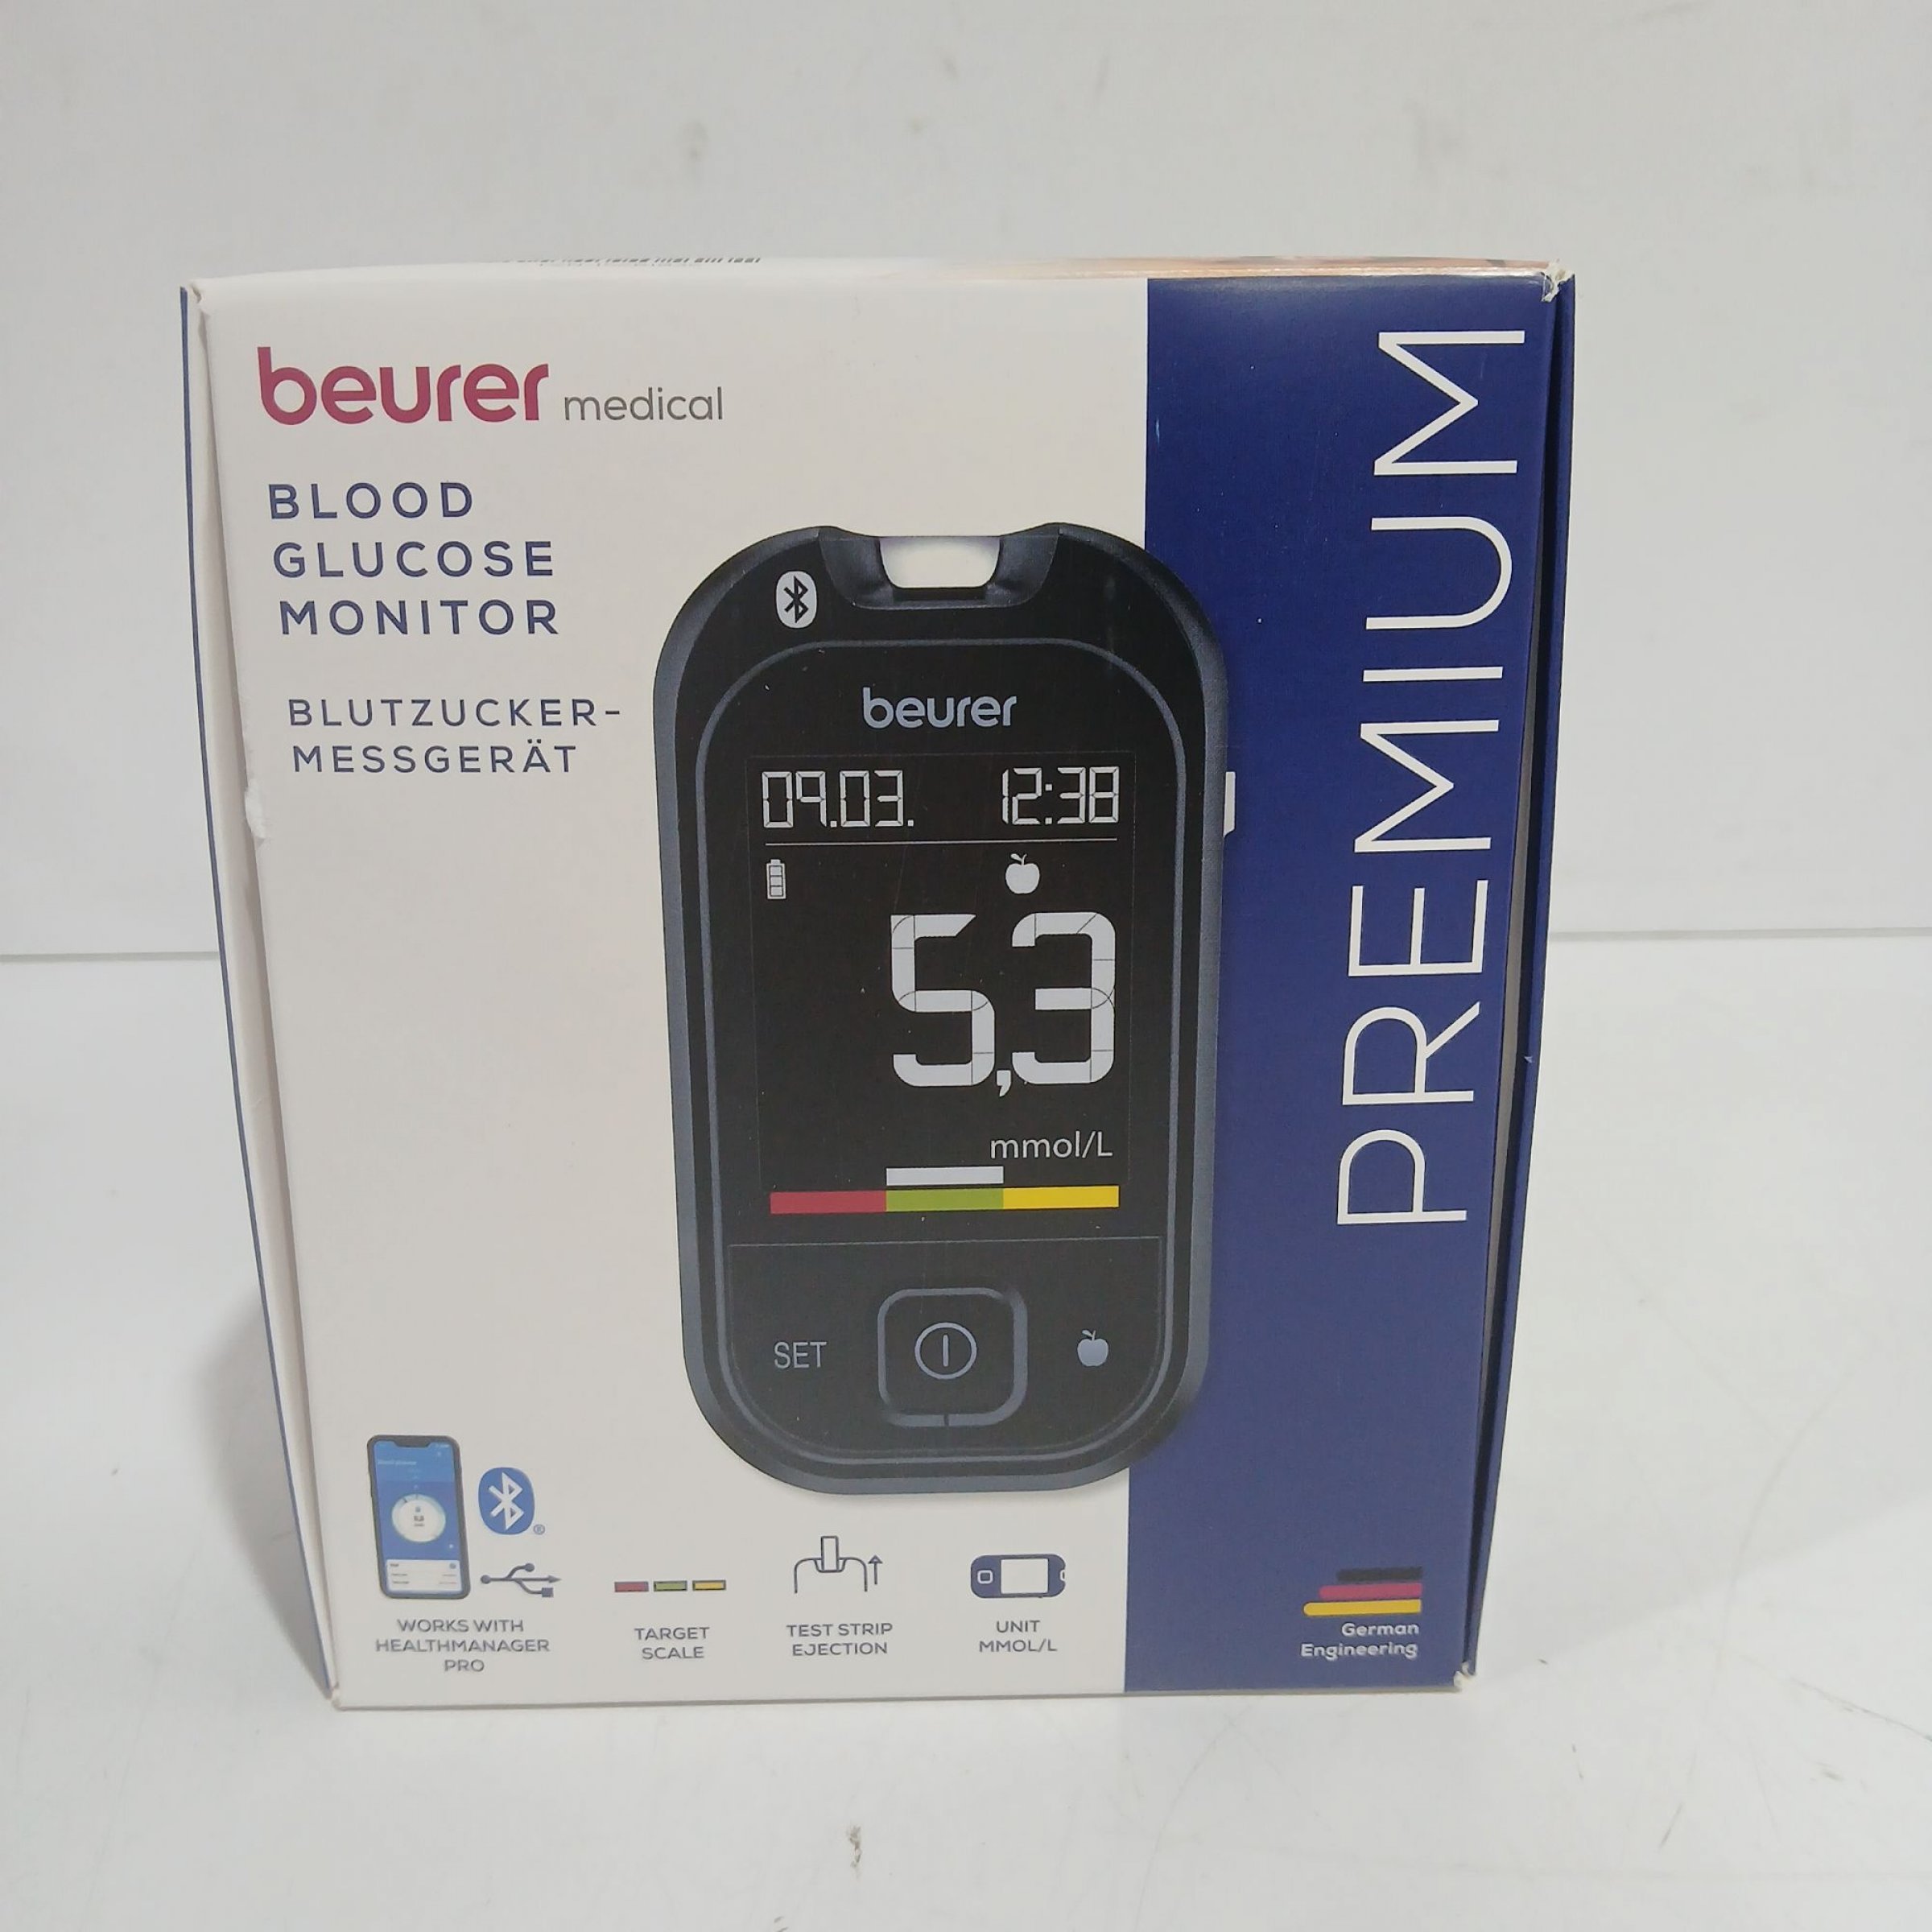 beurer medical
BLOOD
GLUCOSE
MONITOR
BLUTZUCKER-
MESSGERÄT
PREMIUM
beurer
09.03. 12:38
5,3
mmol/L
SET
WORKS WITH
HEALTHMANAGER
PRO
TARGET
SCALE
TEST STRIP
EJECTION
UNIT
MMOL/L
German
Engineering